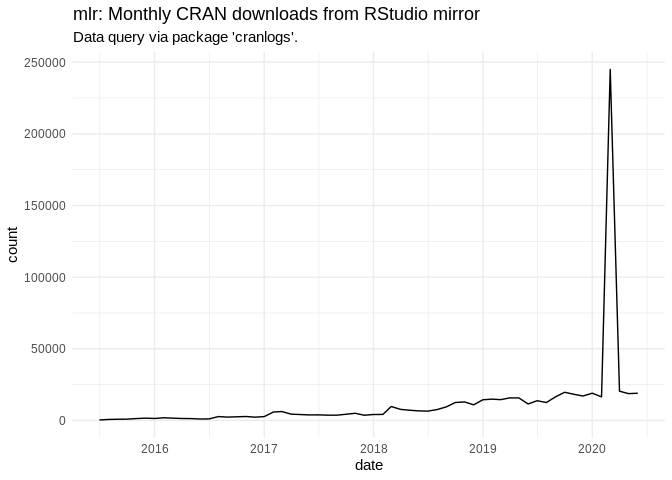 mlr: Monthly CRAN downloads from RStudio mirror
Data query via package 'cranlogs'.
250000
200000
150000
100000
50000
0
count
2016 2017 2018 2019 2020
date